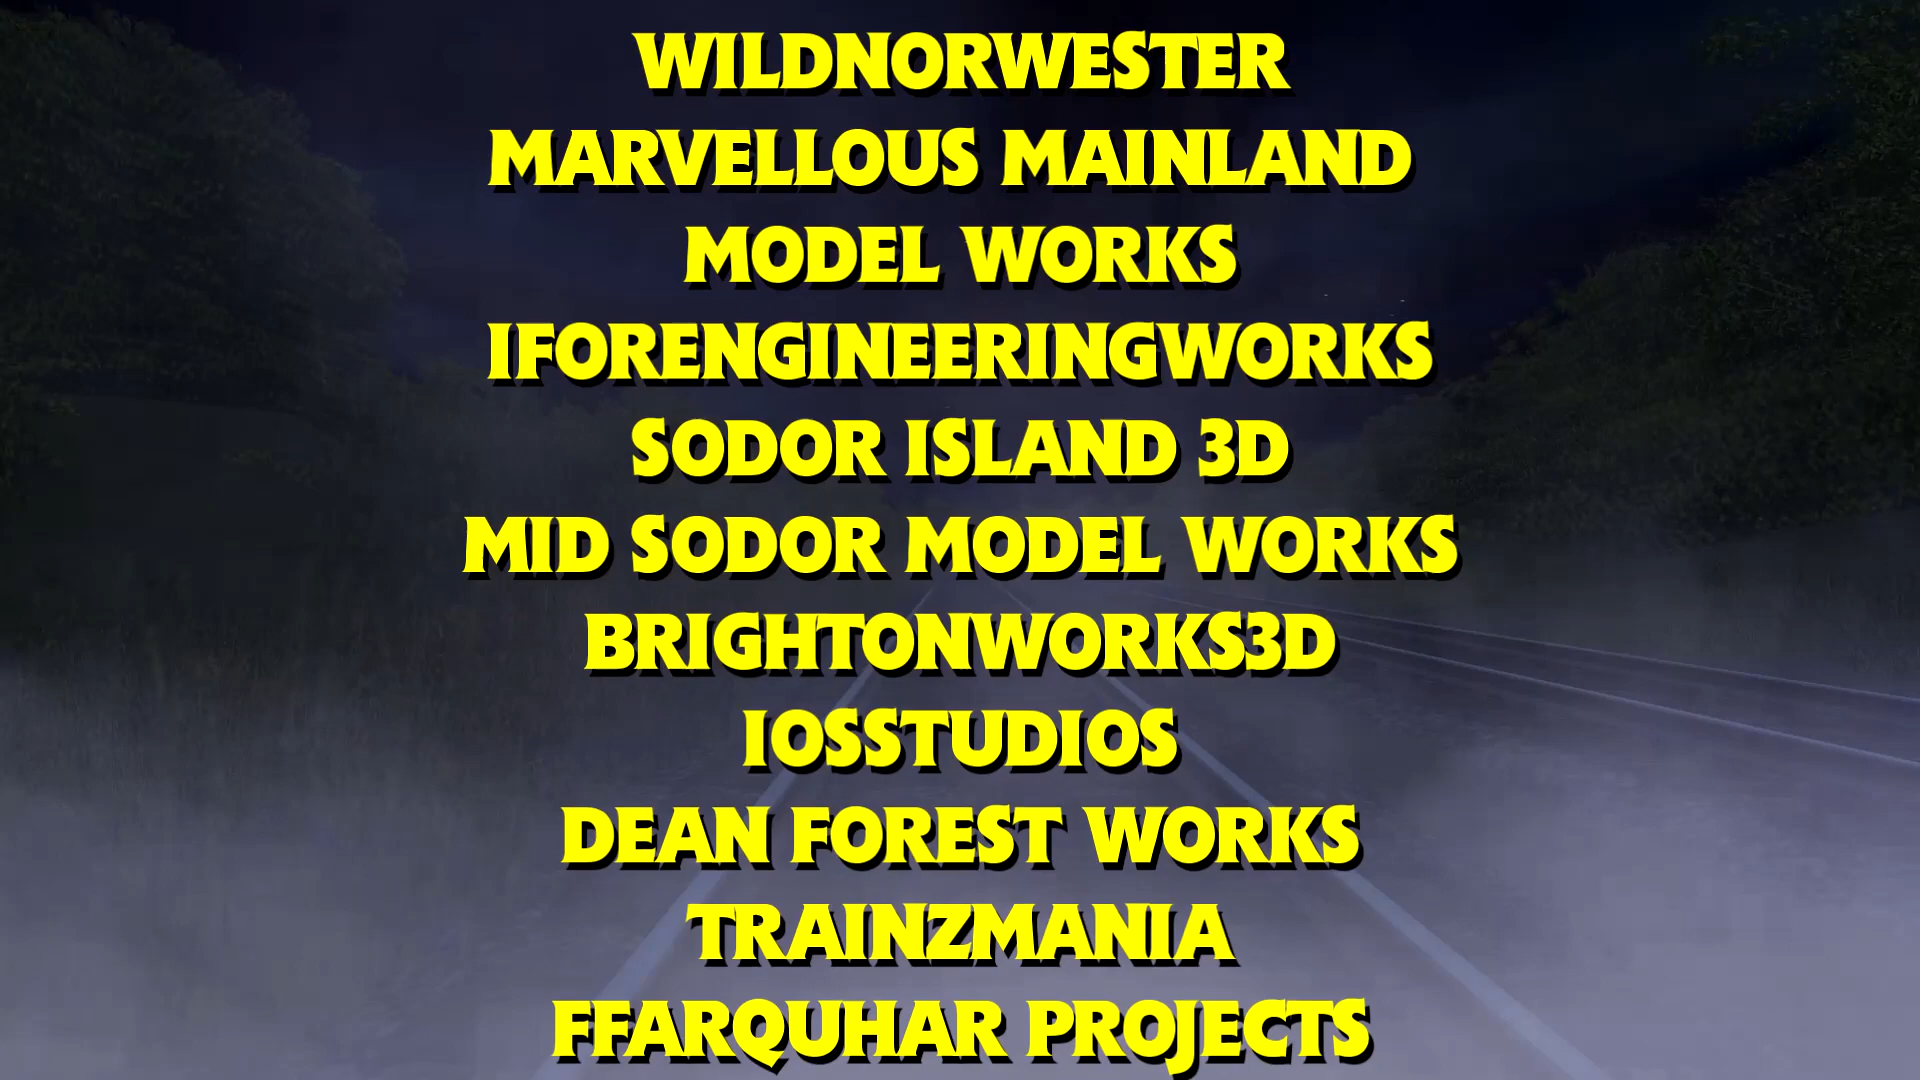 WILDNORWESTER
MARVELLOUS MAINLAND
MODEL WORKS
IFORENGINEERINGWORKS
SODOR ISLAND 3D
MID SODOR MODEL WORKS
BRIGHTONWORKS3D
IOSSTUDIOS
DEAN FOREST WORKS
TRAINZMANIA
FFARQUHAR PROJECTS